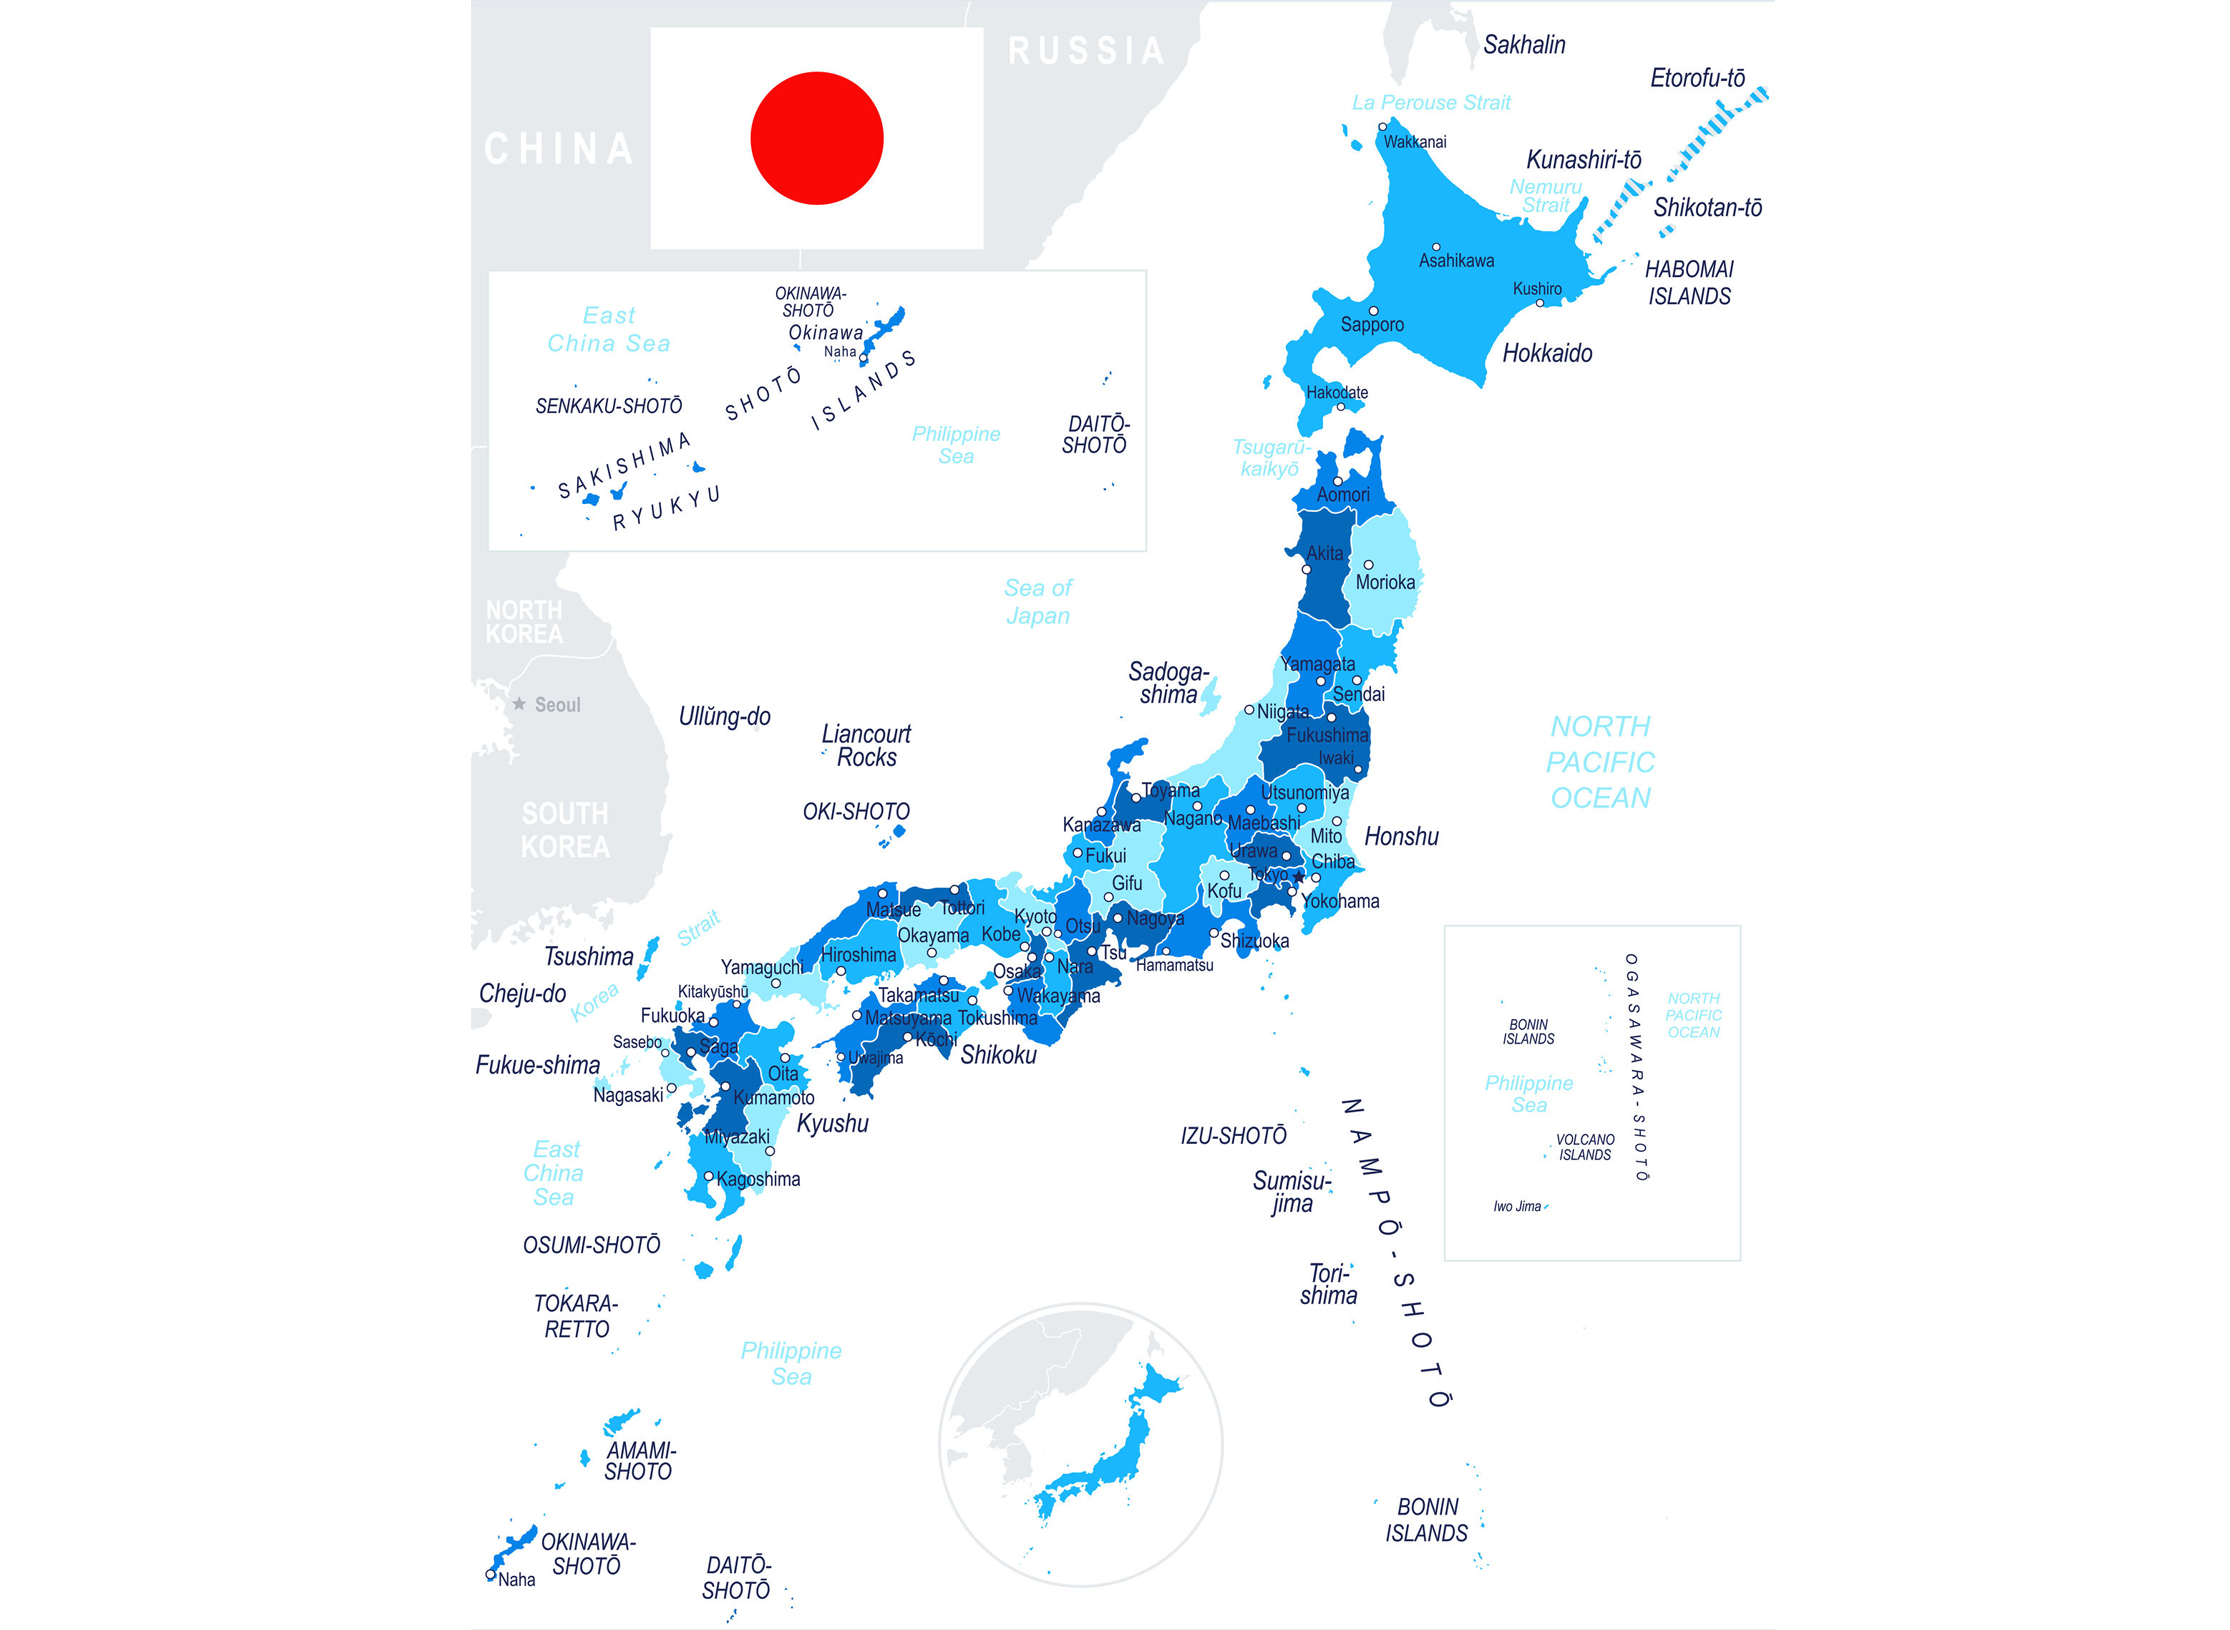 RUSSIA
CHINA
Sakhalin
Etorofu-tō
La Perouse Strait
Wakkanai
Kunashiri-tō
Nemuru
Strait
Shikotan-tō
Asahikawa
HABOMAI
ISLANDS
Kushiro
Sapporo
Hokkaido
Hakodate
Tsugarū-
kaikyō
OKINAWA-
SHOTŌ
Okinawa
Naha
East
China Sea
SENKAKU-SHOTŌ
SHOTŌ
ISLANDS
Philippine
Sea
DAITŌ-
SHOTŌ
SAKISHIMA
RYUKYU
Aomori
Akita
Morioka
Sea of
Japan
NORTH
KOREA
Seoul
SOUTH
KOREA
Ullŭng-do
Liancourt
Rocks
OKI-SHOTO
Sadoga-
shima
Yamagata
Sendai
Niigata
Fukushima
Iwaki
NORTH
PACIFIC
OCEAN
Toyama
Utsunomiya
Kanazawa
Nagano
Maebashi
Mito
Honshu
Fukui
Urawa
Chiba
Gifu
Kofu
Tokyo
Yokohama
Matsue
Tottori
Kyoto
Otsu
Nagoya
Okayama
Kobe
Shizuoka
Hiroshima
Tsu
Hamamatsu
Osaka
Nara
Yamaguchi
Takamatsu
Wakayama
Kitakyūshū
Fukuoka
Matsuyama
Tokushima
Kōchi
Shikoku
Strait
Korea
Tsushima
Cheju-do
Sasebo
Saga
Uwajima
Fukue-shima
Oita
Nagasaki
Kumamoto
Kyushu
Miyazaki
Kagoshima
East
China
Sea
OSUMI-SHOTŌ
TOKARA-
RETTO
Philippine
Sea
AMAMI-
SHOTO
OKINAWA-
SHOTŌ
Naha
DAITŌ-
SHOTŌ
IZU-SHOTŌ
Sumisu-
jima
Tori-
shima
NAMPŌ-SHOTŌ
BONIN
ISLANDS
OGASAWARA-SHOTŌ
NORTH
PACIFIC
OCEAN
BONIN
ISLANDS
Philippine
Sea
VOLCANO
ISLANDS
Iwo Jima